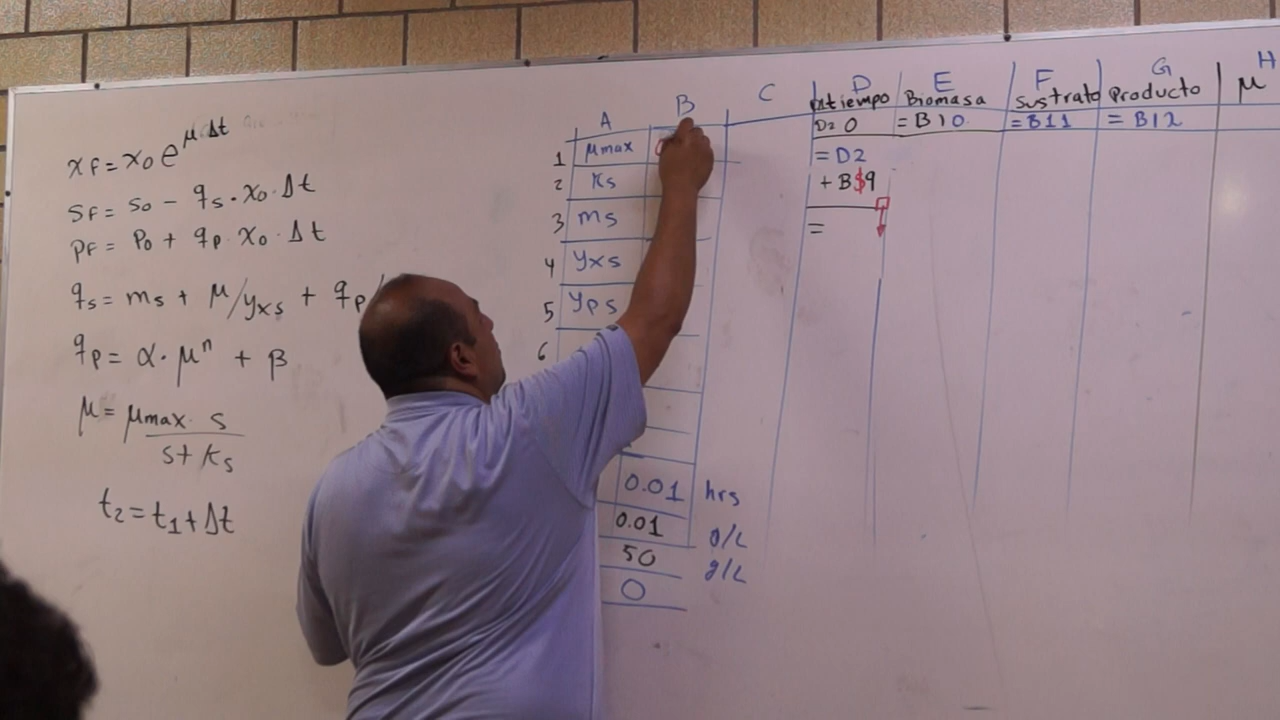 xF = x0 e^μΔt
SF = S0 - qs · x0 · Δt
PF = P0 + qp · x0 · Δt
qs = ms + μ/yxs + qp/
qp = α · μ^n + β
μ = μmax · s
s + Ks
t2 = t1 + Δt
A B C D E F G H
tiempo Biomasa sustrato Producto μ
D2 0 = B10 = B11 = B12
1 μmax
= D2
2 Ks
+ B$9
3 ms
=
4 yxs
5 yps
6
0.01 hrs
0.01 g/L
50 g/L
0